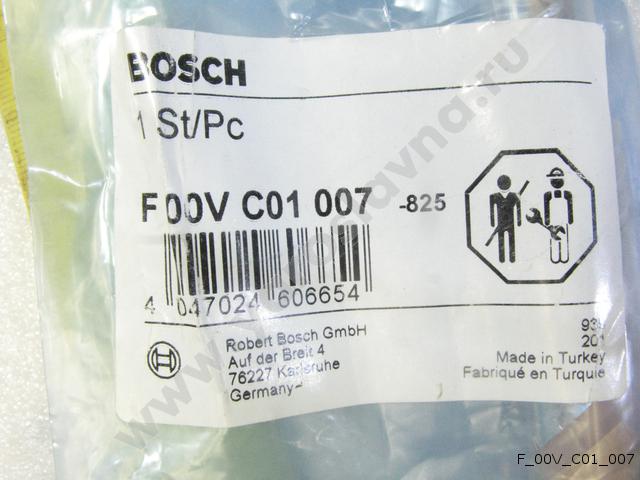 BOSCH
1 St/Pc
F 00V C01 007 -825
4 047024 606654
Robert Bosch GmbH
Auf der Breit 4
76227 Karlsruhe
Germany
201
Made in Turkey
Fabriqué en Turquie
F_00V_C01_007